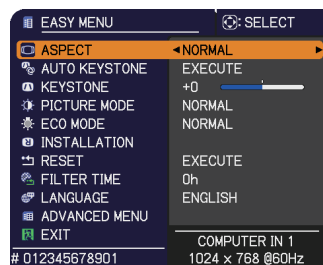 EASY MENU : SELECT
ASPECT NORMAL
AUTO KEYSTONE EXECUTE
KEYSTONE +0
PICTURE MODE NORMAL
ECO MODE NORMAL
INSTALLATION
RESET EXECUTE
FILTER TIME 0h
LANGUAGE ENGLISH
ADVANCED MENU
EXIT COMPUTER IN 1
# 012345678901 1024 x 768 @60Hz